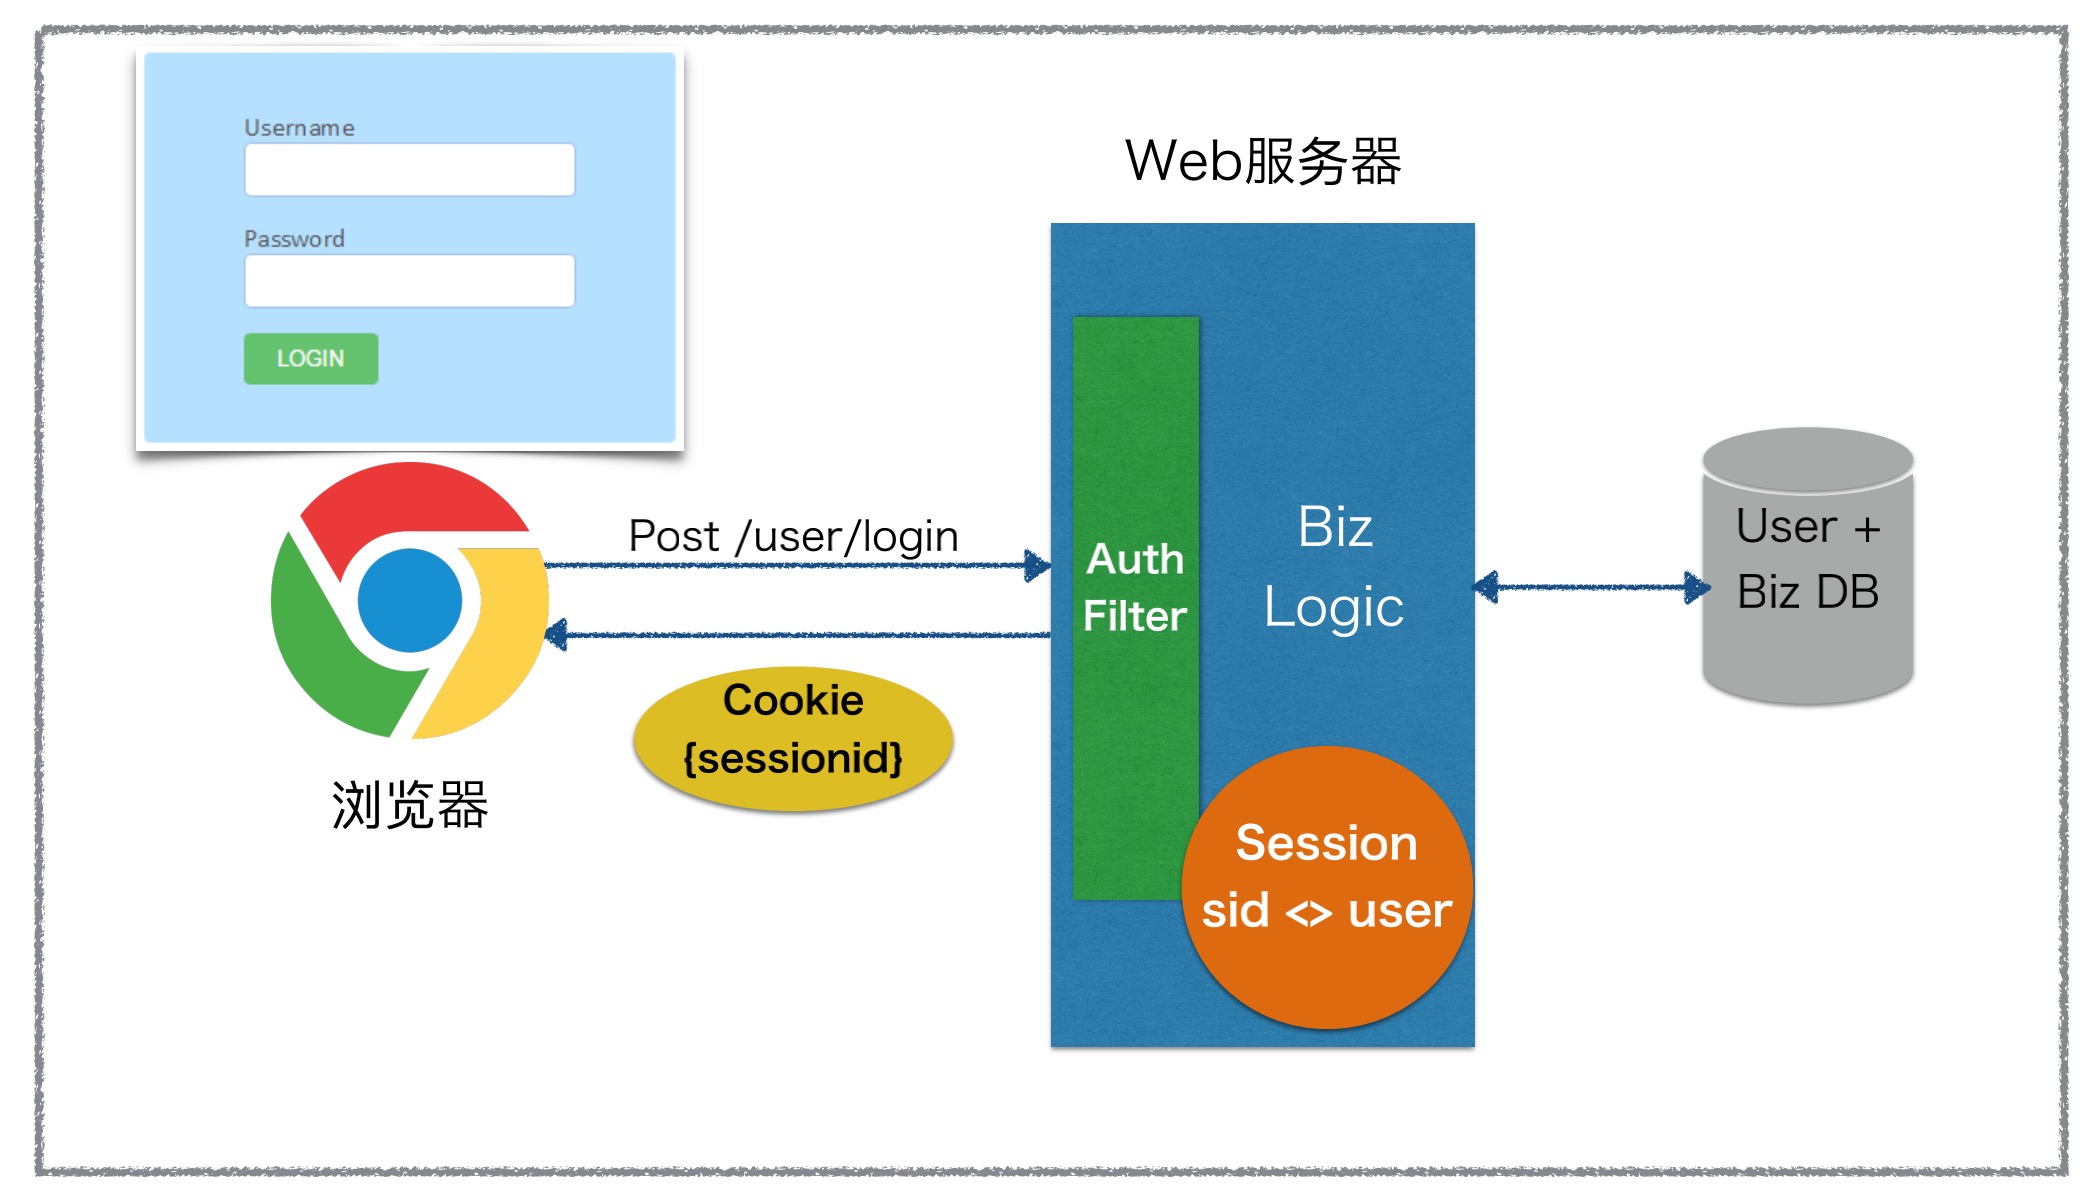 Username
Password
LOGIN
Web服务器
Post /user/login
Cookie
{sessionid}
浏览器
Auth
Filter
Biz
Logic
Session
sid <> user
User +
Biz DB